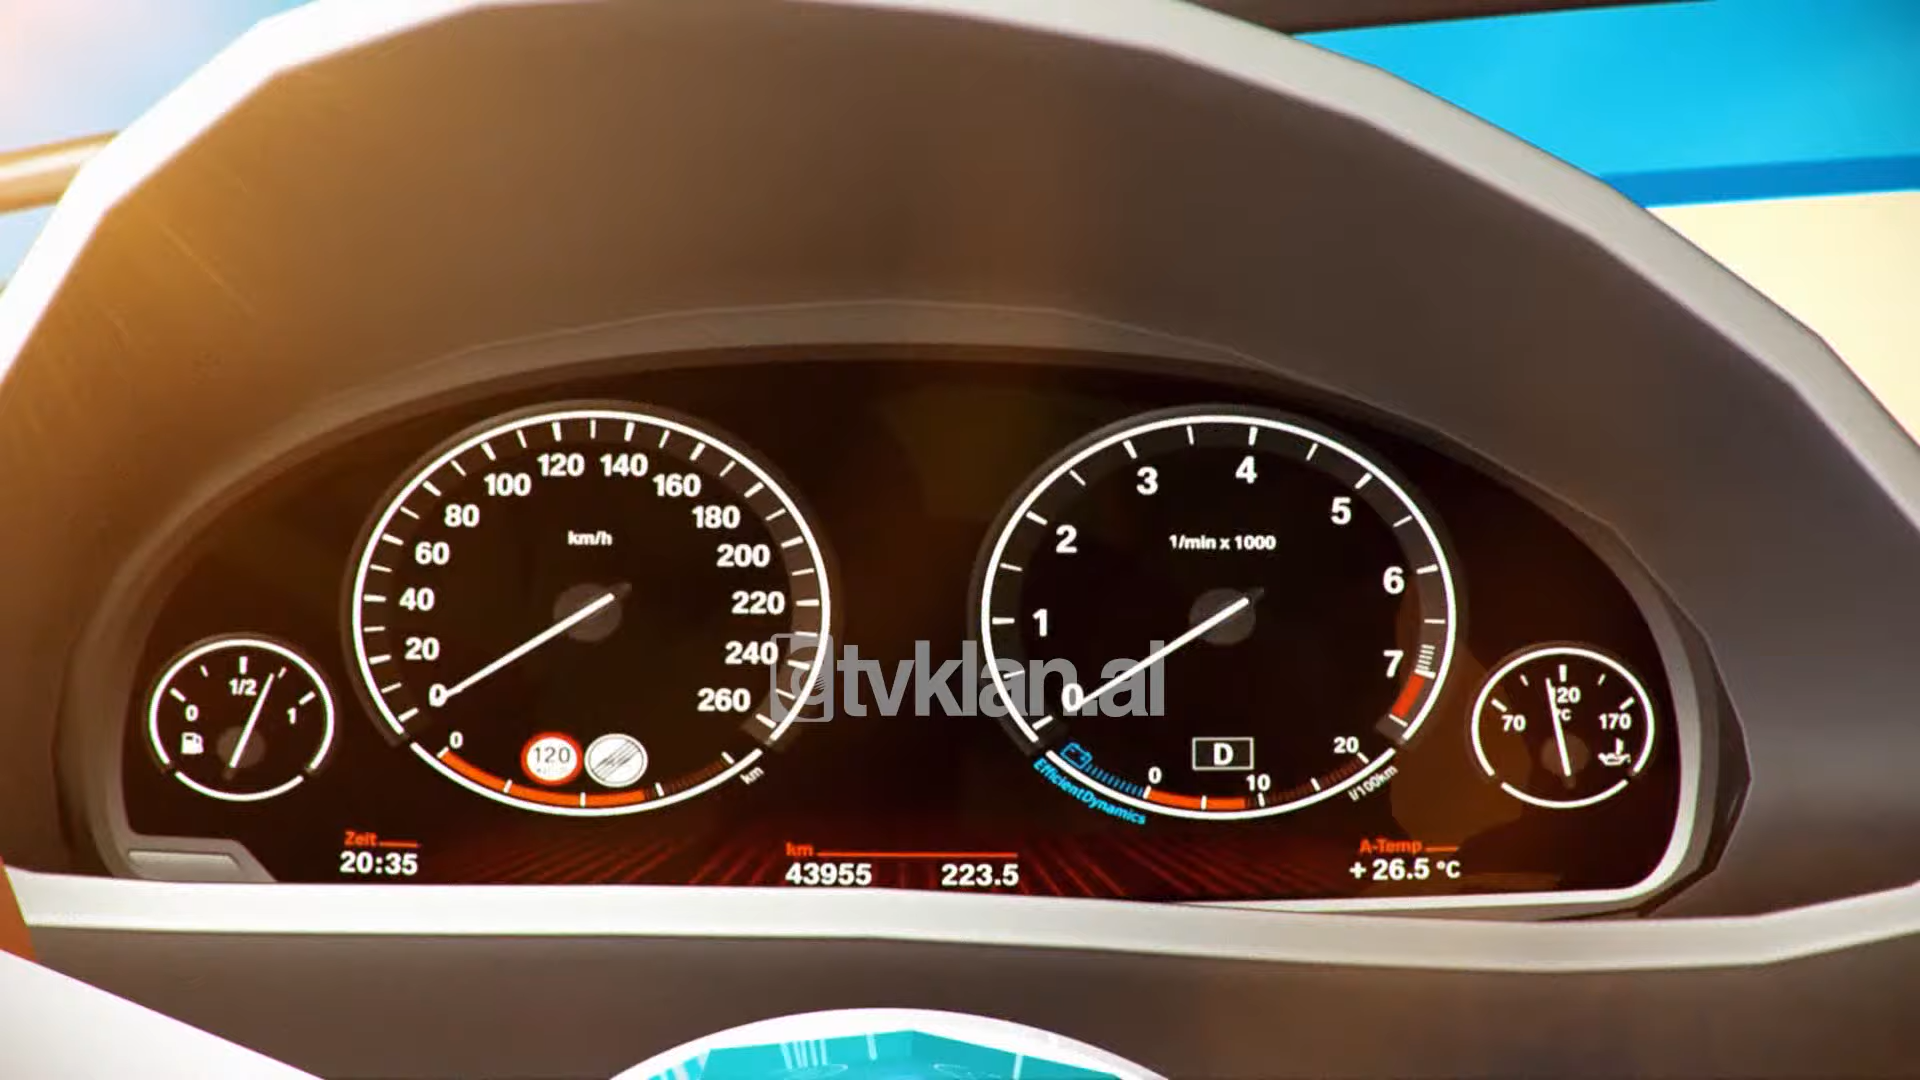 120 140
100 160
80 180
60 200
40 220
20 240
0 260
km/h
0
120
km
3 4 5
2 6
1 7
0
1/min x 1000
D
0 10 20
l/100km
EfficientDynamics
1/2
0 1
120
°C
70 170
tvklan.al
Zeit
20:35
km
43955 223.5
A-Temp
+ 26.5 °C